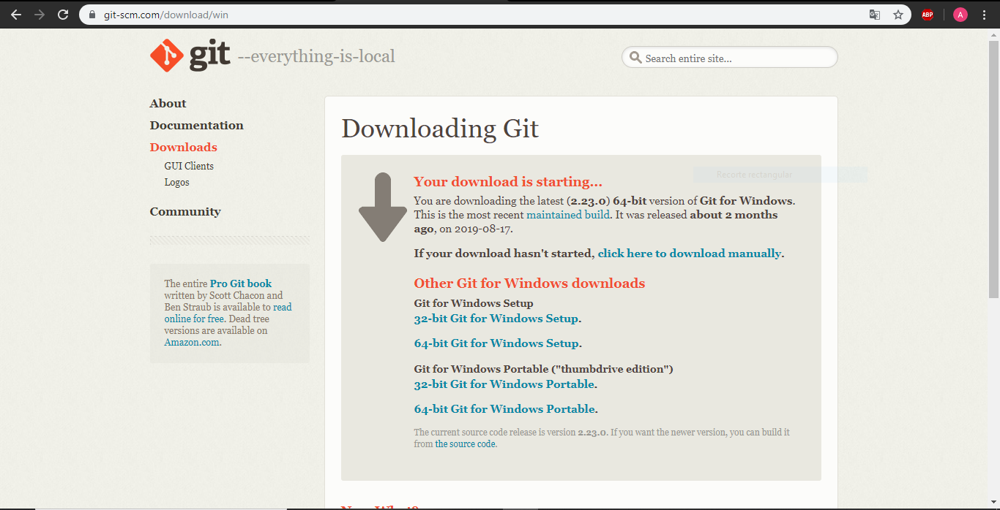 git-scm.com/download/win
ABP
A
git --everything-is-local
Search entire site...
About
Documentation
Downloads
GUI Clients
Logos
Community
The entire Pro Git book
written by Scott Chacon and
Ben Straub is available to read
online for free. Dead tree
versions are available on
Amazon.com.
Downloading Git
Recorte rectangular
Your download is starting...
You are downloading the latest (2.23.0) 64-bit version of Git for Windows.
This is the most recent maintained build. It was released about 2 months
ago, on 2019-08-17.
If your download hasn't started, click here to download manually.
Other Git for Windows downloads
Git for Windows Setup
32-bit Git for Windows Setup.
64-bit Git for Windows Setup.
Git for Windows Portable ("thumbdrive edition")
32-bit Git for Windows Portable.
64-bit Git for Windows Portable.
The current source code release is version 2.23.0. If you want the newer version, you can build it
from the source code.